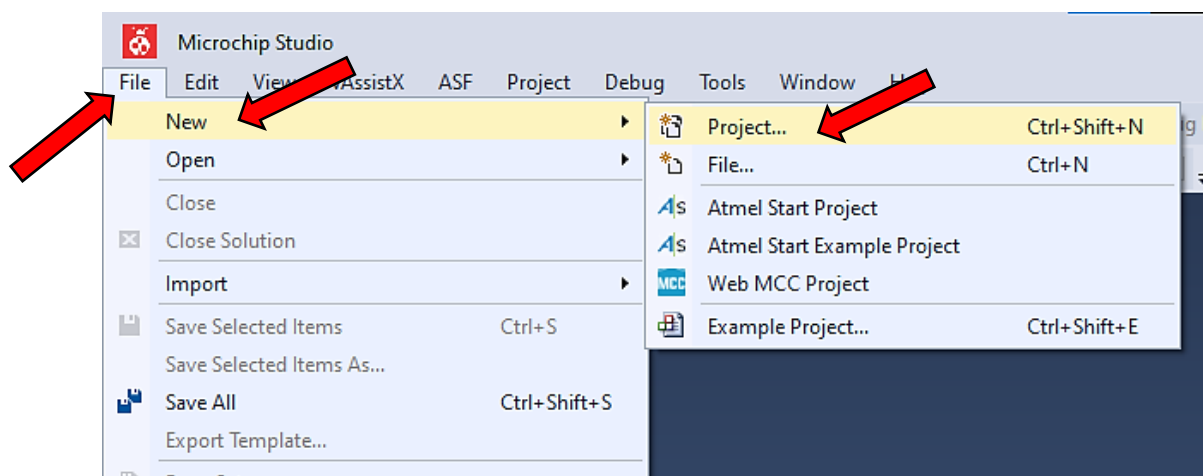 Microchip Studio
File Edit View AssistX ASF Project Debug Tools Window
New
Open
Close
Close Solution
Import
Save Selected Items Ctrl+S
Save Selected Items As...
Save All Ctrl+Shift+S
Export Template...
Project... Ctrl+Shift+N
File... Ctrl+N
Atmel Start Project
Atmel Start Example Project
MCC Web MCC Project
Example Project... Ctrl+Shift+E